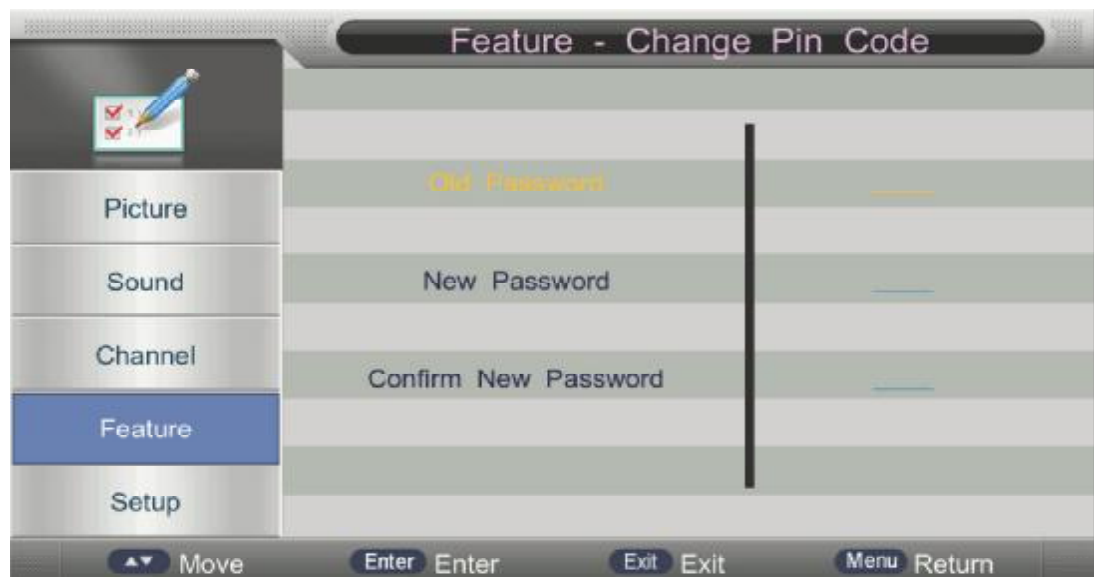 Feature - Change Pin Code
Picture
Sound
Channel
Feature
Setup
Old Password
New Password
Confirm New Password
Move Enter Enter Exit Exit Menu Return